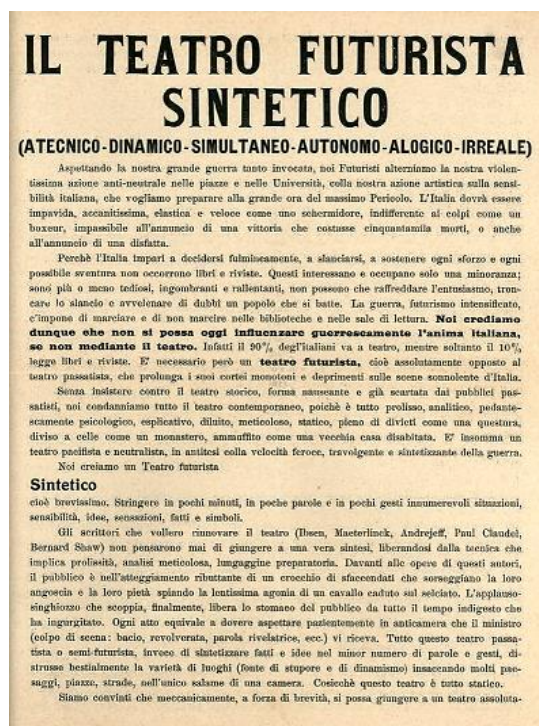 IL TEATRO FUTURISTA
SINTETICO
(ATECNICO-DINAMICO-SIMULTANEO-AUTONOMO-ALOGICO-IRREALE)
Aspettando la nostra grande guerra tanto invocata, noi Futuristi alterniamo la nostra violen-
tissima azione anti-neutrale nelle piazze e nelle Università, colla nostra azione artistica sulla sensi-
bilità italiana, che vogliamo preparare alla grande ora del massimo Pericolo. L'Italia dovrà essere
impavida, accanitissima, elastica e veloce come uno schermidore, indifferente ai colpi come un
boxeur, impassibile all'annuncio di una vittoria che costasse cinquantamila morti, o anche
all'annuncio di una disfatta.
Perchè l'Italia impari a decidersi fulmineamente, a slanciarsi, a sostenere ogni sforzo e ogni
possibile sventura non occorrono libri e riviste. Questi interessano e occupano solo una minoranza;
sono più o meno tediosi, ingombranti e rallentanti, non possono che raffreddare l'entusiasmo, tron-
care lo slancio e avvelenare di dubbi un popolo che si batte. La guerra, futurismo intensificato,
c'impone di marciare e di non marcire nelle biblioteche e nelle sale di lettura. Noi crediamo
dunque che non si possa oggi influenzare guerrescamente l'anima italiana,
se non mediante il teatro. Infatti il 90% degl'italiani va a teatro, mentre soltanto il 10%
legge libri e riviste. E' necessario però un teatro futurista, cioè assolutamente opposto al
teatro passatista, che prolunga i suoi cortei monotoni e deprimenti sulle scene sonnolente d'Italia.
Senza insistere contro il teatro storico, forma nauseante e già scartata dai pubblici pas-
satisti, noi condanniamo tutto il teatro contemporaneo, poichè è tutto prolisso, analitico, pedante-
scamente psicologico, esplicativo, diluito, meticoloso, statico, pieno di divieti come una questura,
diviso a celle come un monastero, ammuffito come una vecchia casa disabitata. E' insomma un
teatro pacifista e neutralista, in antitesi colla velocità feroce, travolgente e sintetizzante della guerra.
Noi creiamo un Teatro futurista
Sintetico
cioè brevissimo. Stringere in pochi minuti, in poche parole e in pochi gesti innumerevoli situazioni,
sensibilità, idee, sensazioni, fatti e simboli.
Gli scrittori che vollero rinnovare il teatro (Ibsen, Maeterlinck, Andrejeff, Paul Claudel,
Bernard Shaw) non pensarono mai di giungere a una vera sintesi, liberandosi dalla tecnica che
implica prolissità, analisi meticolosa, lungaggine preparatoria. Davanti alle opere di questi autori,
il pubblico è nell'atteggiamento ributtante di un crocchio di sfaccendati che sorseggiano la loro
angoscia e la loro pietà spiando la lentissima agonia di un cavallo caduto sul selciato. L'applauso-
singhiozzo che scoppia, finalmente, libera lo stomaco del pubblico da tutto il tempo indigesto che
ha ingurgitato. Ogni atto equivale a dovere aspettare pazientemente in anticamera che il ministro
(colpo di scena: bacio, revolverata, parola rivelatrice, ecc.) vi riceva. Tutto questo teatro passa-
tista o semi-futurista, invece di sintetizzare fatti e idee nel minor numero di parole e gesti, di-
strusse bestialmente la varietà di luoghi (fonte di stupore e di dinamismo) insaccando molti pae-
saggi, piazze, strade, nell'unico salame di una camera. Cosicchè questo teatro è tutto statico.
Siamo convinti che meccanicamente, a forza di brevità, si possa giungere a un teatro assoluta-